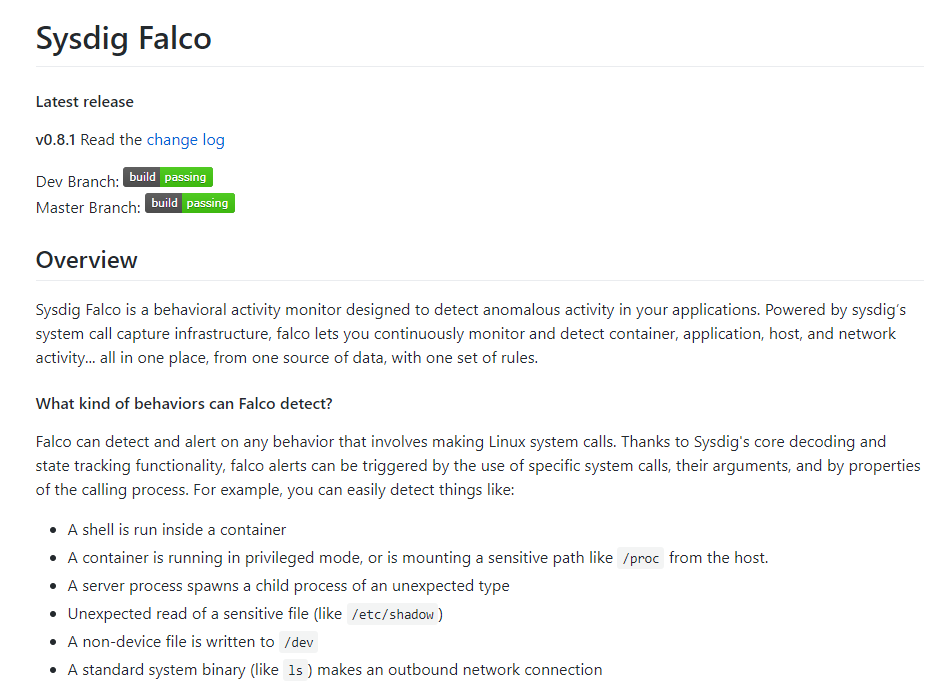 Sysdig Falco
Latest release
v0.8.1 Read the change log
Dev Branch: build passing
Master Branch: build passing
Overview
Sysdig Falco is a behavioral activity monitor designed to detect anomalous activity in your applications. Powered by sysdig’s
system call capture infrastructure, falco lets you continuously monitor and detect container, application, host, and network
activity... all in one place, from one source of data, with one set of rules.
What kind of behaviors can Falco detect?
Falco can detect and alert on any behavior that involves making Linux system calls. Thanks to Sysdig's core decoding and
state tracking functionality, falco alerts can be triggered by the use of specific system calls, their arguments, and by properties
of the calling process. For example, you can easily detect things like:
• A shell is run inside a container
• A container is running in privileged mode, or is mounting a sensitive path like /proc from the host.
• A server process spawns a child process of an unexpected type
• Unexpected read of a sensitive file (like /etc/shadow)
• A non-device file is written to /dev
• A standard system binary (like ls) makes an outbound network connection